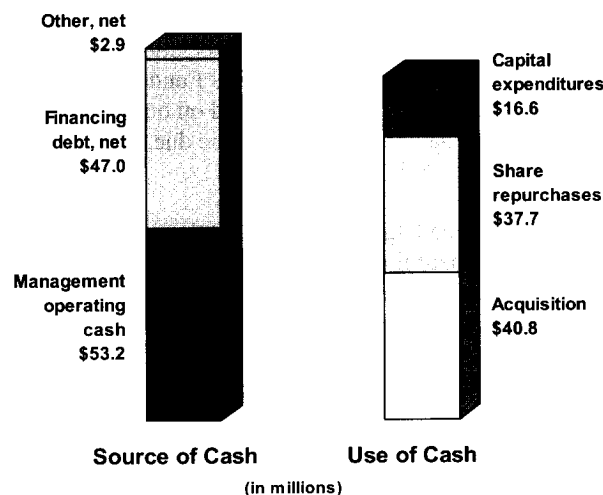 Other, net
$2.9
Financing
debt, net
$47.0
Management
operating
cash
$53.2
Capital
expenditures
$16.6
Share
repurchases
$37.7
Acquisition
$40.8
Source of Cash
Use of Cash
(in millions)